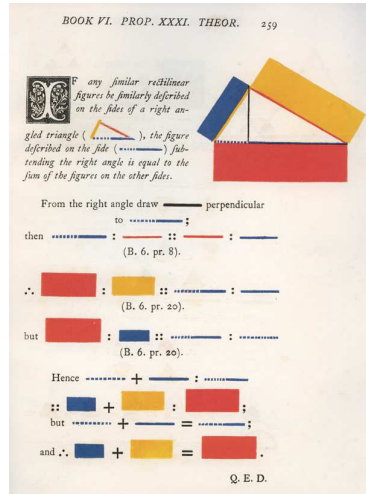 BOOK VI. PROP. XXXI. THEOR. 259
IF any ſimilar rectilinear
figures be ſimilarly deſcribed
on the ſides of a right an-
gled triangle ( ), the figure
deſcribed on the ſide ( ) ſub-
tending the right angle is equal to the
ſum of the figures on the other ſides.
From the right angle draw perpendicular
to ;
then : :: :
(B. 6. pr. 8).
∴ : :: :
(B. 6. pr. 20).
but : :: :
(B. 6. pr. 20).
Hence + :
:: + : ;
but + = ;
and ∴ + = .
Q. E. D.